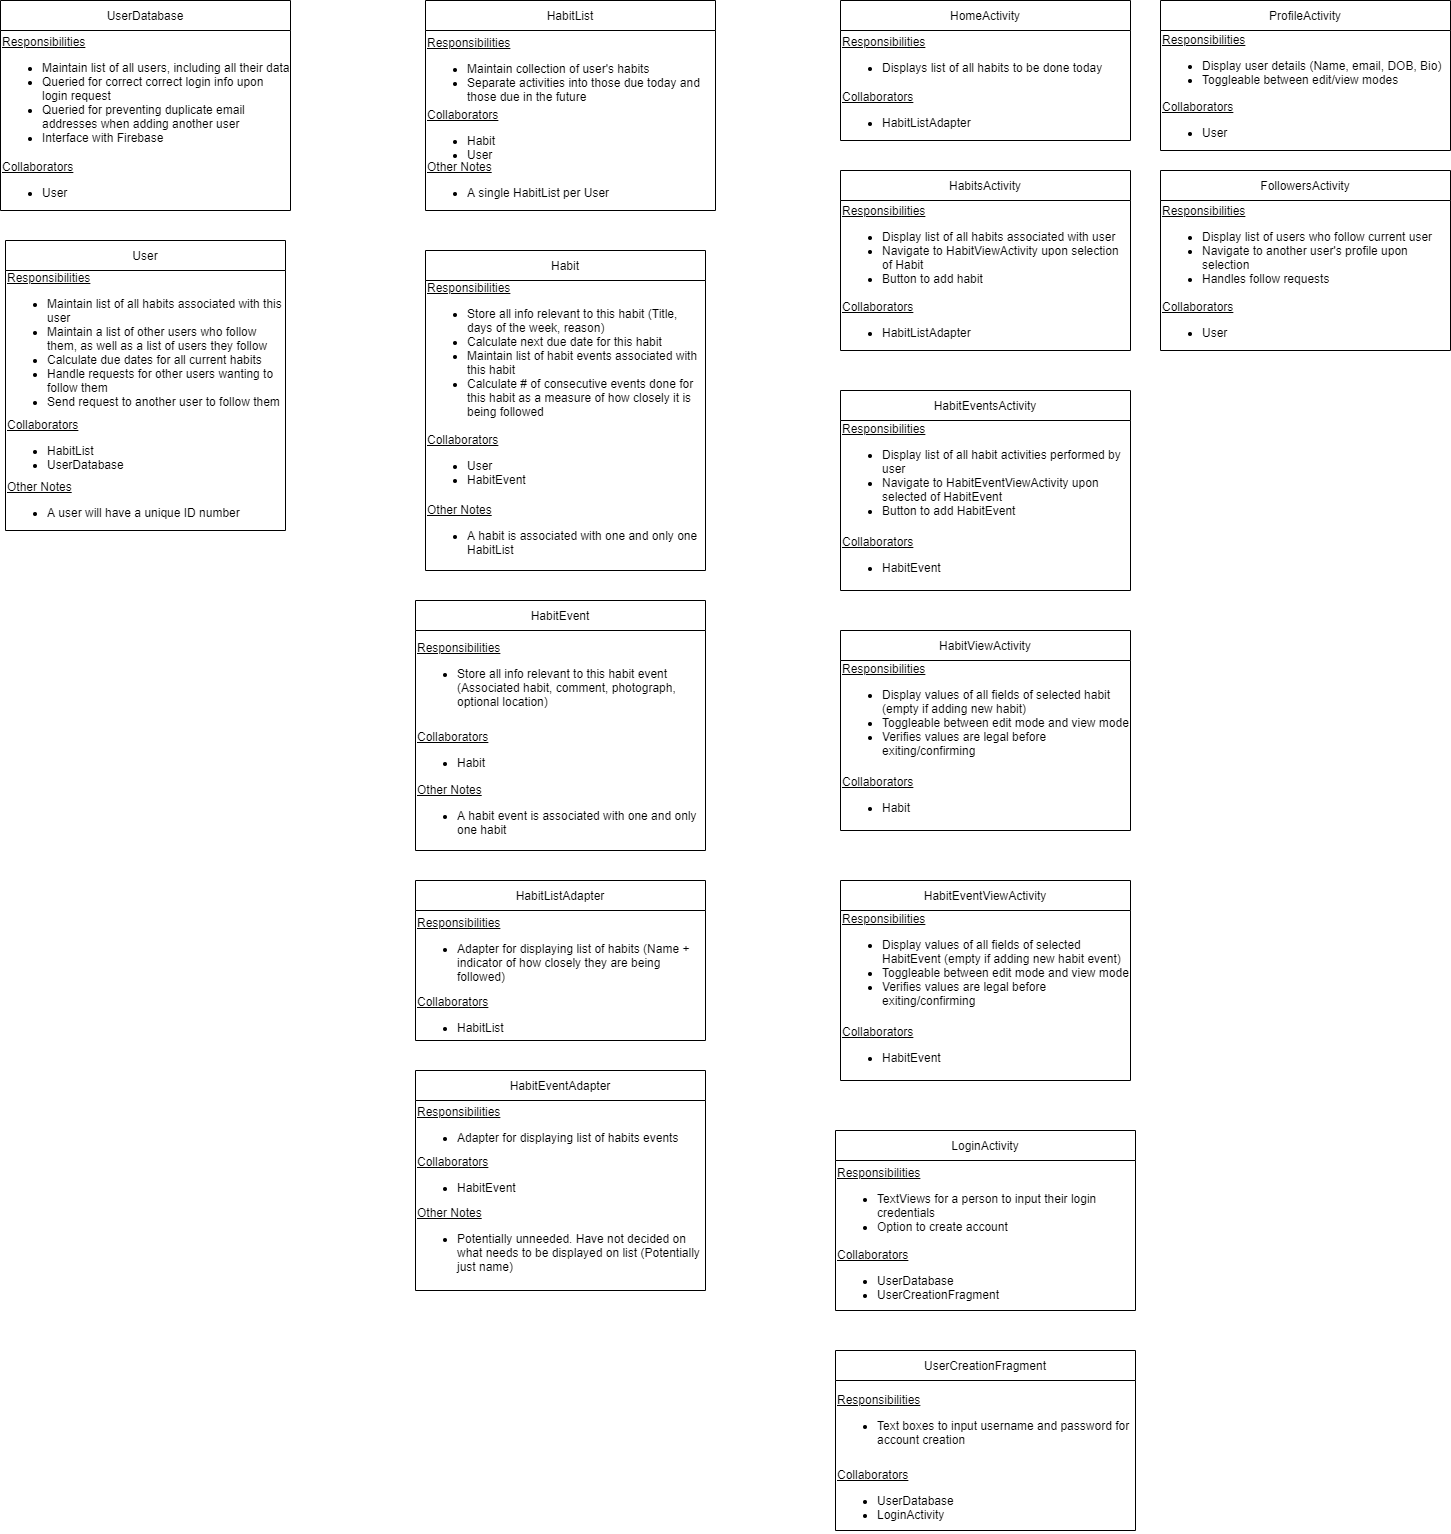 UserDatabase
Responsibilities
Maintain list of all users, including all their data
Queried for correct correct login info upon
login request
Queried for preventing duplicate email
addresses when adding another user
Interface with Firebase
Collaborators
User
User
Responsibilities
Maintain list of all habits associated with this
user
Maintain a list of other users who follow
them, as well as a list of users they follow
Calculate due dates for all current habits
Handle requests for other users wanting to
follow them
Send request to another user to follow them
Collaborators
HabitList
UserDatabase
Other Notes
A user will have a unique ID number
HabitList
Responsibilities
Maintain collection of user's habits
Separate activities into those due today and
those due in the future
Collaborators
Habit
User
Other Notes
A single HabitList per User
Habit
Responsibilities
Store all info relevant to this habit (Title,
days of the week, reason)
Calculate next due date for this habit
Maintain list of habit events associated with
this habit
Calculate # of consecutive events done for
this habit as a measure of how closely it is
being followed
Collaborators
User
HabitEvent
Other Notes
A habit is associated with one and only one
HabitList
HabitEvent
Responsibilities
Store all info relevant to this habit event
(Associated habit, comment, photograph,
optional location)
Collaborators
Habit
Other Notes
A habit event is associated with one and only
one habit
HabitListAdapter
Responsibilities
Adapter for displaying list of habits (Name +
indicator of how closely they are being
followed)
Collaborators
HabitList
HabitEventAdapter
Responsibilities
Adapter for displaying list of habits events
Collaborators
HabitEvent
Other Notes
Potentially unneeded. Have not decided on
what needs to be displayed on list (Potentially
just name)
HomeActivity
Responsibilities
Displays list of all habits to be done today
Collaborators
HabitListAdapter
HabitsActivity
Responsibilities
Display list of all habits associated with user
Navigate to HabitViewActivity upon selection
of Habit
Button to add habit
Collaborators
HabitListAdapter
HabitEventsActivity
Responsibilities
Display list of all habit activities performed by
user
Navigate to HabitEventViewActivity upon
selected of HabitEvent
Button to add HabitEvent
Collaborators
HabitEvent
HabitViewActivity
Responsibilities
Display values of all fields of selected habit
(empty if adding new habit)
Toggleable between edit mode and view mode
Verifies values are legal before
exiting/confirming
Collaborators
Habit
HabitEventViewActivity
Responsibilities
Display values of all fields of selected
HabitEvent (empty if adding new habit event)
Toggleable between edit mode and view mode
Verifies values are legal before
exiting/confirming
Collaborators
HabitEvent
LoginActivity
Responsibilities
TextViews for a person to input their login
credentials
Option to create account
Collaborators
UserDatabase
UserCreationFragment
UserCreationFragment
Responsibilities
Text boxes to input username and password for
account creation
Collaborators
UserDatabase
LoginActivity
ProfileActivity
Responsibilities
Display user details (Name, email, DOB, Bio)
Toggleable between edit/view modes
Collaborators
User
FollowersActivity
Responsibilities
Display list of users who follow current user
Navigate to another user's profile upon
selection
Handles follow requests
Collaborators
User